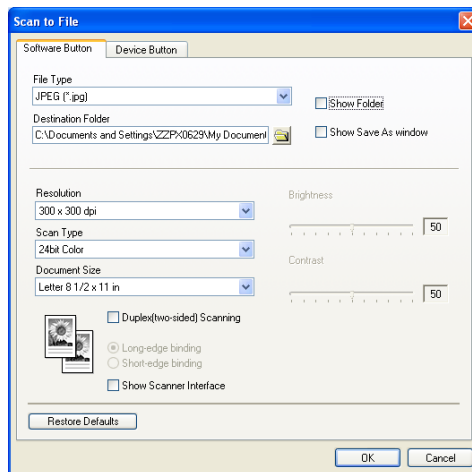 Scan to File
Software Button
Device Button
File Type
JPEG (*.jpg)
Show Folder
Destination Folder
C:\Documents and Settings\ZZPX0629\My Document
Show Save As window
Resolution
300 x 300 dpi
Brightness
50
Scan Type
24bit Color
Document Size
Letter 8 1/2 x 11 in
Contrast
50
Duplex(two-sided) Scanning
Long-edge binding
Short-edge binding
Show Scanner Interface
Restore Defaults
OK
Cancel